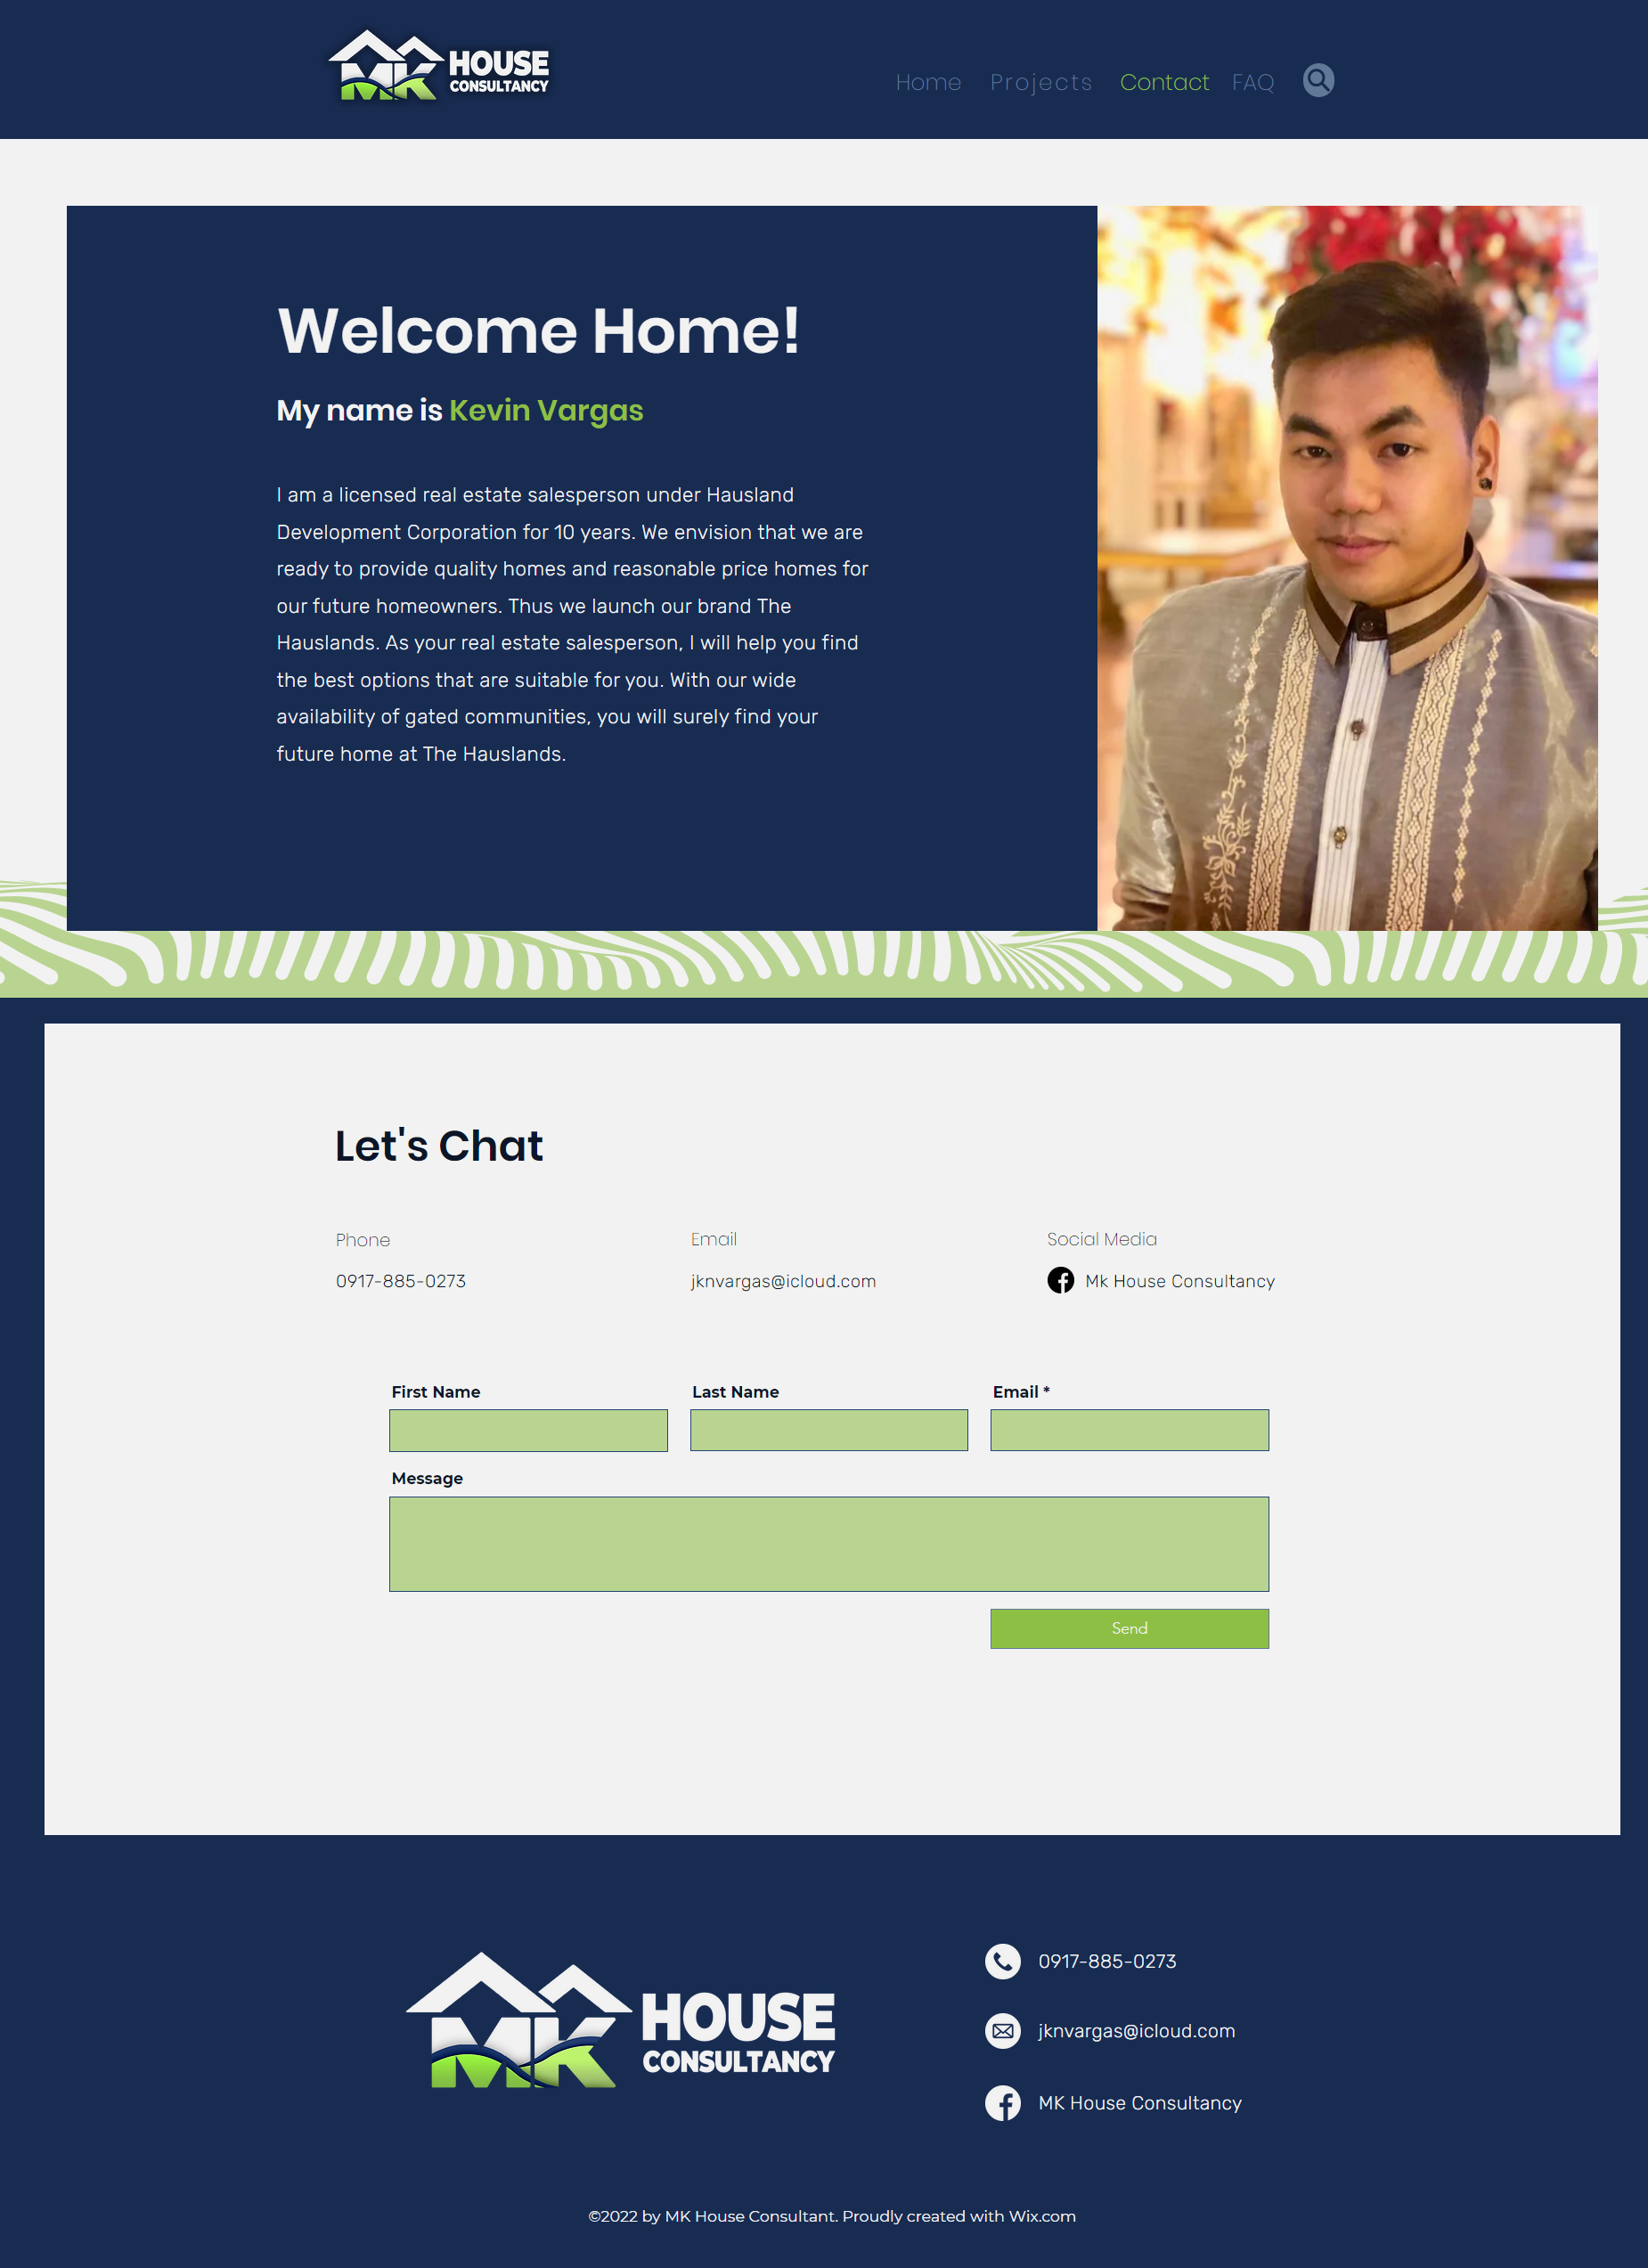 MK HOUSE
CONSULTANCY
Home Projects Contact FAQ
Welcome Home!
My name is Kevin Vargas
I am a licensed real estate salesperson under Hausland
Development Corporation for 10 years. We envision that we are
ready to provide quality homes and reasonable price homes for
our future homeowners. Thus we launch our brand The
Hauslands. As your real estate salesperson, I will help you find
the best options that are suitable for you. With our wide
availability of gated communities, you will surely find your
future home at The Hauslands.
Let's Chat
Phone
0917-885-0273
Email
jknvargas@icloud.com
Social Media
Mk House Consultancy
First Name
Last Name
Email *
Message
Send
MK HOUSE
CONSULTANCY
0917-885-0273
jknvargas@icloud.com
MK House Consultancy
©2022 by MK House Consultant. Proudly created with Wix.com